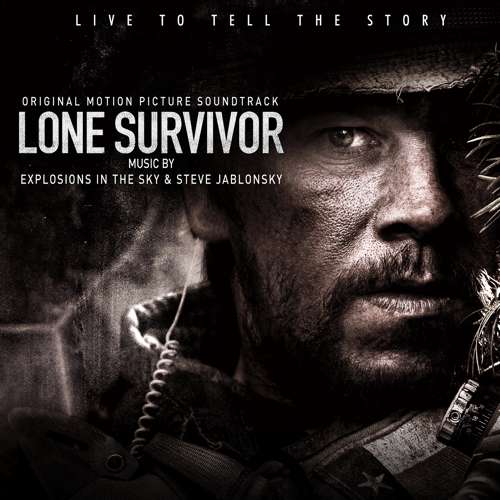 LIVE TO TELL THE STORY
ORIGINAL MOTION PICTURE SOUNDTRACK
LONE SURVIVOR
MUSIC BY
EXPLOSIONS IN THE SKY & STEVE JABLONSKY